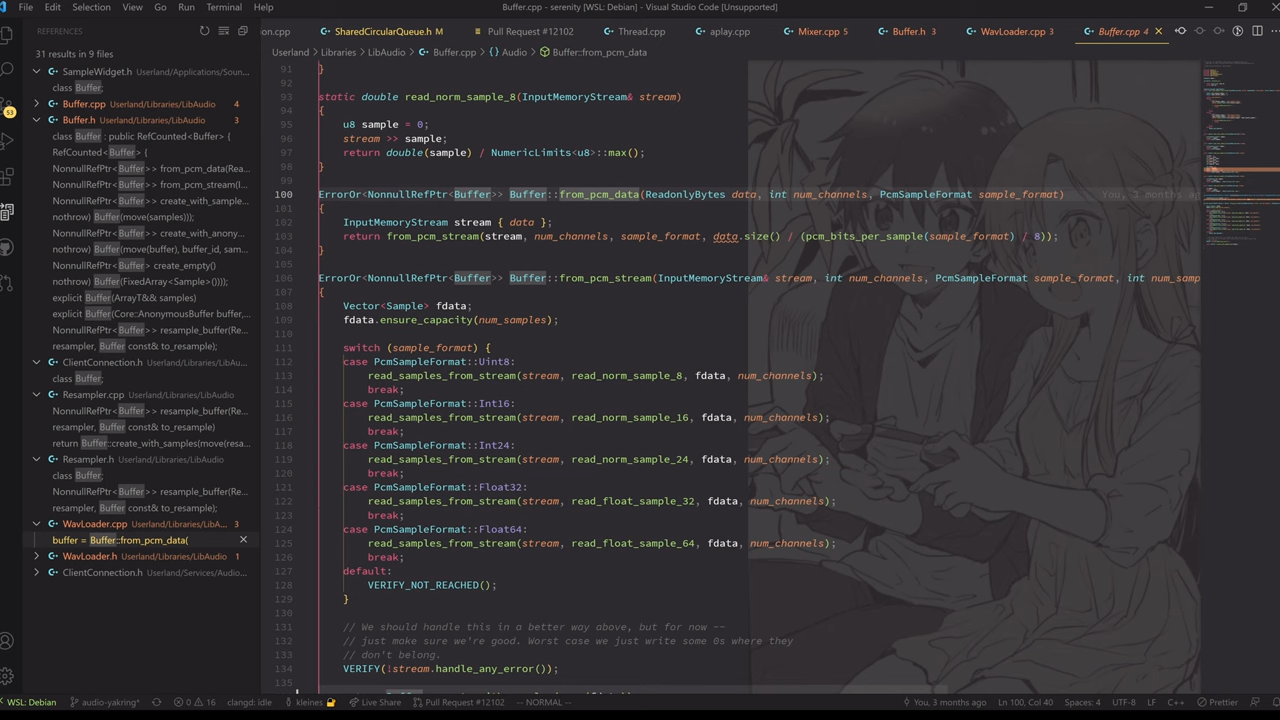 File Edit Selection View Go Run Terminal Help
Buffer.cpp - serenity [WSL: Debian] - Visual Studio Code [Unsupported]
REFERENCES
SharedCircularQueue.h M
Pull Request #12102
Thread.cpp
aplay.cpp
Mixer.cpp 5
Buffer.h 3
WavLoader.cpp 3
Buffer.cpp 4
31 results in 9 files
SampleWidget.h Userland/Applications/Soun...
class Buffer;
Buffer.cpp Userland/Libraries/LibAudio 4
Buffer.h Userland/Libraries/LibAudio 3
class Buffer : public RefCounted<Buffer> {
RefCounted<Buffer> {
NonnullRefPtr<Buffer>> from_pcm_data(Rea...
NonnullRefPtr<Buffer>> from_pcm_stream(I...
NonnullRefPtr<Buffer>> create_with_sample...
nothrow) Buffer(move(samples)));
NonnullRefPtr<Buffer>> create_with_anony...
nothrow) Buffer(move(buffer), buffer_id, sam...
NonnullRefPtr<Buffer> create_empty()
nothrow) Buffer(FixedArray<Sample>())));
explicit Buffer(ArrayT&& samples)
explicit Buffer(Core::AnonymousBuffer buffer,...
NonnullRefPtr<Buffer>> resample_buffer(Re...
resampler, Buffer const& to_resample);
ClientConnection.h Userland/Libraries/LibAudio
class Buffer;
Resampler.cpp Userland/Libraries/LibAudio
NonnullRefPtr<Buffer>> resample_buffer(Re...
resampler, Buffer const& to_resample)
return Buffer::create_with_samples(move(resa...
Resampler.h Userland/Libraries/LibAudio
class Buffer;
NonnullRefPtr<Buffer>> resample_buffer(Re...
resampler, Buffer const& to_resample);
WavLoader.cpp Userland/Libraries/LibA... 3
buffer = Buffer::from_pcm_data(
WavLoader.h Userland/Libraries/LibAudio 1
ClientConnection.h Userland/Services/Audio...
53
Userland > Libraries > LibAudio > Buffer.cpp > {} Audio > Buffer::from_pcm_data
91 }
92
93 static double read_norm_sample_8(InputMemoryStream& stream)
94 {
95 u8 sample = 0;
96 stream >> sample;
97 return double(sample) / NumericLimits<u8>::max();
98 }
99
100 ErrorOr<NonnullRefPtr<Buffer>> Buffer::from_pcm_data(ReadonlyBytes data, int num_channels, PcmSampleFormat sample_format) You, 3 months a
101 {
102 InputMemoryStream stream { data };
103 return from_pcm_stream(stream, num_channels, sample_format, data.size() / (pcm_bits_per_sample(sample_format) / 8));
104 }
105
106 ErrorOr<NonnullRefPtr<Buffer>> Buffer::from_pcm_stream(InputMemoryStream& stream, int num_channels, PcmSampleFormat sample_format, int num_samp
107 {
108 Vector<Sample> fdata;
109 fdata.ensure_capacity(num_samples);
110
111 switch (sample_format) {
112 case PcmSampleFormat::Uint8:
113 read_samples_from_stream(stream, read_norm_sample_8, fdata, num_channels);
114 break;
115 case PcmSampleFormat::Int16:
116 read_samples_from_stream(stream, read_norm_sample_16, fdata, num_channels);
117 break;
118 case PcmSampleFormat::Int24:
119 read_samples_from_stream(stream, read_norm_sample_24, fdata, num_channels);
120 break;
121 case PcmSampleFormat::Float32:
122 read_samples_from_stream(stream, read_float_sample_32, fdata, num_channels);
123 break;
124 case PcmSampleFormat::Float64:
125 read_samples_from_stream(stream, read_float_sample_64, fdata, num_channels);
126 break;
127 default:
128 VERIFY_NOT_REACHED();
129 }
130
131 // We should handle this in a better way above, but for now --
132 // just make sure we're good. Worst case we just write some 0s where they
133 // don't belong.
134 VERIFY(!stream.handle_any_error());
135
WSL: Debian audio-yakring* 0 16 clangd: idle kleines Live Share Pull Request #12102 -- NORMAL -- You, 3 months ago Ln 100, Col 40 Spaces: 4 UTF-8 LF C++ Prettier